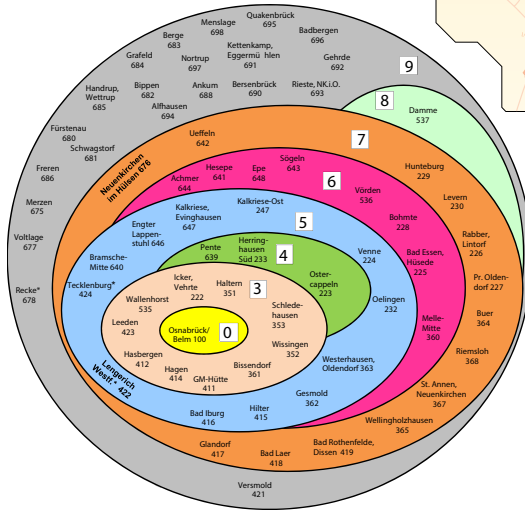 Quakenbrück
695
Menslage
698
Badbergen
696
Berge
683
Kettenkamp,
Eggermü hlen
691
Grafeld
684
Nortrup
697
Gehrde
692
9
Handrup,
Wettrup
685
Bippen
682
Ankum
688
Bersenbrück
690
Rieste, NK.i.O.
693
8
Alfhausen
694
Damme
537
Fürstenau
680
Schwagstorf
681
Ueffeln
642
7
Neuenkirchen
im Hülsen 676
Freren
686
Achmer
644
Hesepe
641
Epe
648
Sögeln
643
Hunteburg
229
6
Merzen
675
Kalkriese,
Evinghausen
647
Kalkriese-Ost
247
Vörden
536
Levern
230
Voltlage
677
Engter
Lappen-
stuhl 646
5
Bohmte
228
Rabber,
Lintorf
226
Bramsche-
Mitte 640
Pente
639
Herring-
hausen
Süd 233
4
Venne
224
Bad Essen,
Hüsede
225
Recke*
678
Tecklenburg*
424
Icker,
Vehrte
222
Haltern
351
3
Oster-
cappeln
223
Pr. Olden-
dorf 227
Wallenhorst
535
Schlede-
hausen
353
Oelingen
232
Melle-
Mitte
360
Buer
364
Leeden
423
Osnabrück/
Belm 100
0
Wissingen
352
Riemsloh
368
Hasbergen
412
Hagen
414
Bissendorf
361
Westerhausen,
Oldendorf 363
Lengerich
Westf.* 422
GM-Hütte
411
Gesmold
362
St. Annen,
Neuenkirchen
367
Bad Iburg
416
Hilter
415
Wellingholzhausen
365
Glandorf
417
Bad Laer
418
Bad Rothenfelde,
Dissen 419
Versmold
421